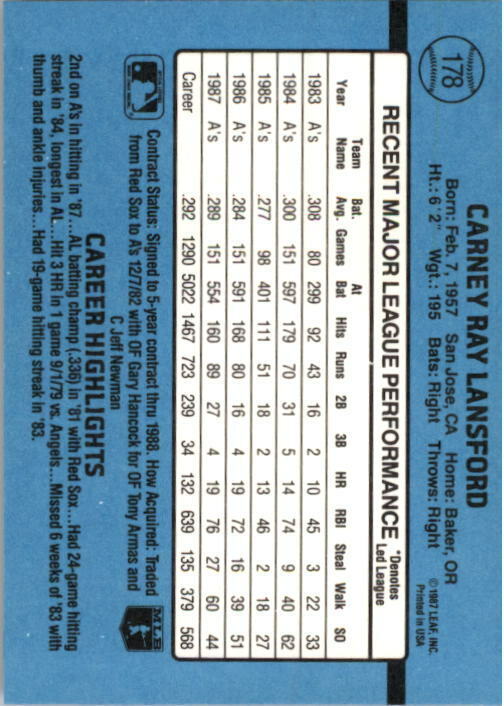 178
CARNEY RAY LANSFORD
Born: Feb. 7, 1957 San Jose, CA Home: Baker, OR
Ht.: 6'2" Wgt.: 195 Bats: Right Throws: Right
©1987 LEAF, INC.
Printed in USA
RECENT MAJOR LEAGUE PERFORMANCE *Denotes Led League
Year Team Name Bat. Avg. Games At Bat Hits Runs 2B 3B HR RBI Steal Walk SO
1983 A's .308 80 299 92 43 16 2 10 45 3 22 33
1984 A's .300 151 597 179 70 31 5 14 74 9 40 62
1985 A's .277 98 401 111 51 18 2 13 46 2 18 27
1986 A's .284 151 591 168 80 16 4 19 72 16 39 51
1987 A's .289 151 554 160 89 27 4 19 76 27 60 44
Career .292 1290 5022 1467 723 239 34 132 639 135 379 568
Contract Status: Signed to 5-year contract thru 1988. How Acquired: Traded
from Red Sox to A's 12/7/82 with OF Gary Hancock for OF Tony Armas and
C Jeff Newman
MLB
CAREER HIGHLIGHTS
2nd on A's in hitting in '87...AL batting champ (.336) in '81 with Red Sox...Had 24-game hitting
streak in '84, longest in AL...Hit 3 HR in 1 game 9/1/79 vs. Angels...Missed 6 weeks of '83 with
thumb and ankle injuries...Had 19-game hitting streak in '83.